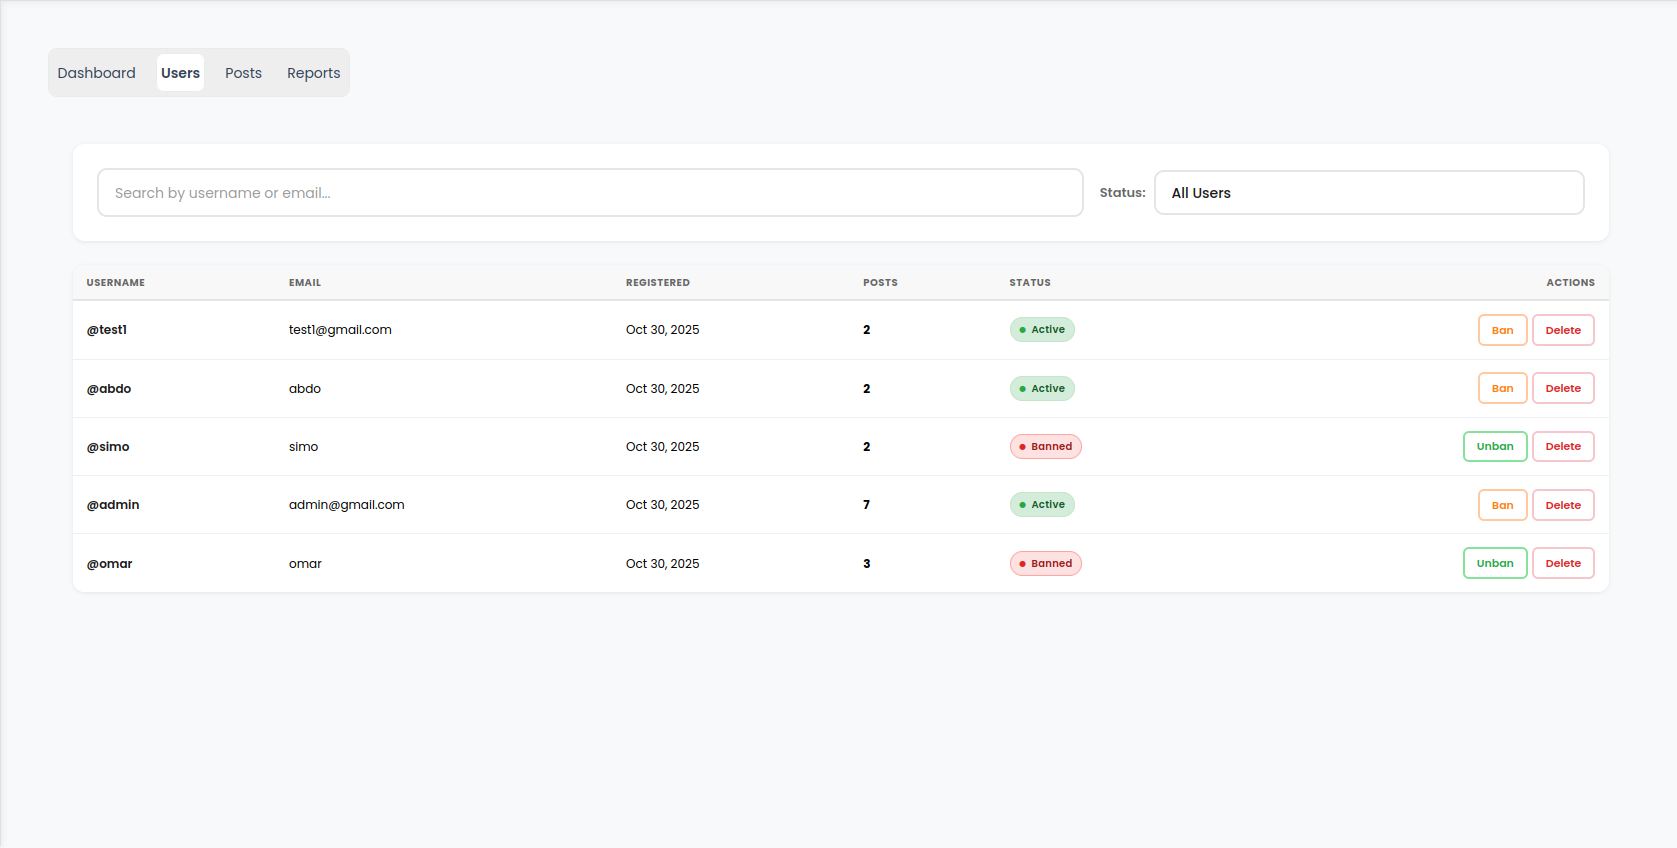 Dashboard Users Posts Reports
Search by username or email... Status: All Users
USERNAME EMAIL REGISTERED POSTS STATUS ACTIONS
@test1 test1@gmail.com Oct 30, 2025 2 Active Ban Delete
@abdo abdo Oct 30, 2025 2 Active Ban Delete
@simo simo Oct 30, 2025 2 Banned Unban Delete
@admin admin@gmail.com Oct 30, 2025 7 Active Ban Delete
@omar omar Oct 30, 2025 3 Banned Unban Delete